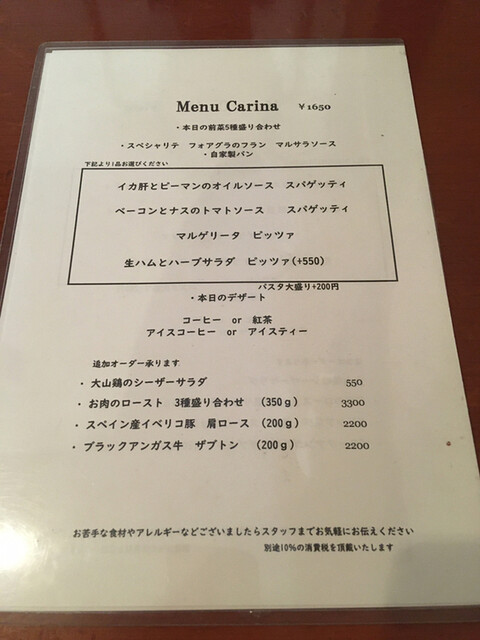 Menu Carina ¥1650
・本日の前菜5種盛り合わせ
・スペシャリテ フォアグラのフラン マルサラソース
・自家製パン
下記より1品お選びください
イカ肝とピーマンのオイルソース スパゲッティ
ベーコンとナスのトマトソース スパゲッティ
マルゲリータ ピッツァ
生ハムとハーブサラダ ピッツァ(+550)
パスタ大盛り+200円
・本日のデザート
コーヒー or 紅茶
アイスコーヒー or アイスティー
追加オーダー承ります
・大山鶏のシーザーサラダ 550
・お肉のロースト 3種盛り合わせ (350g) 3300
・スペイン産イベリコ豚 肩ロース (200g) 2200
・ブラックアンガス牛 ザブトン (200g) 2200
お苦手な食材やアレルギーなどございましたらスタッフまでお気軽にお伝えください
別途10%の消費税を頂戴いたします